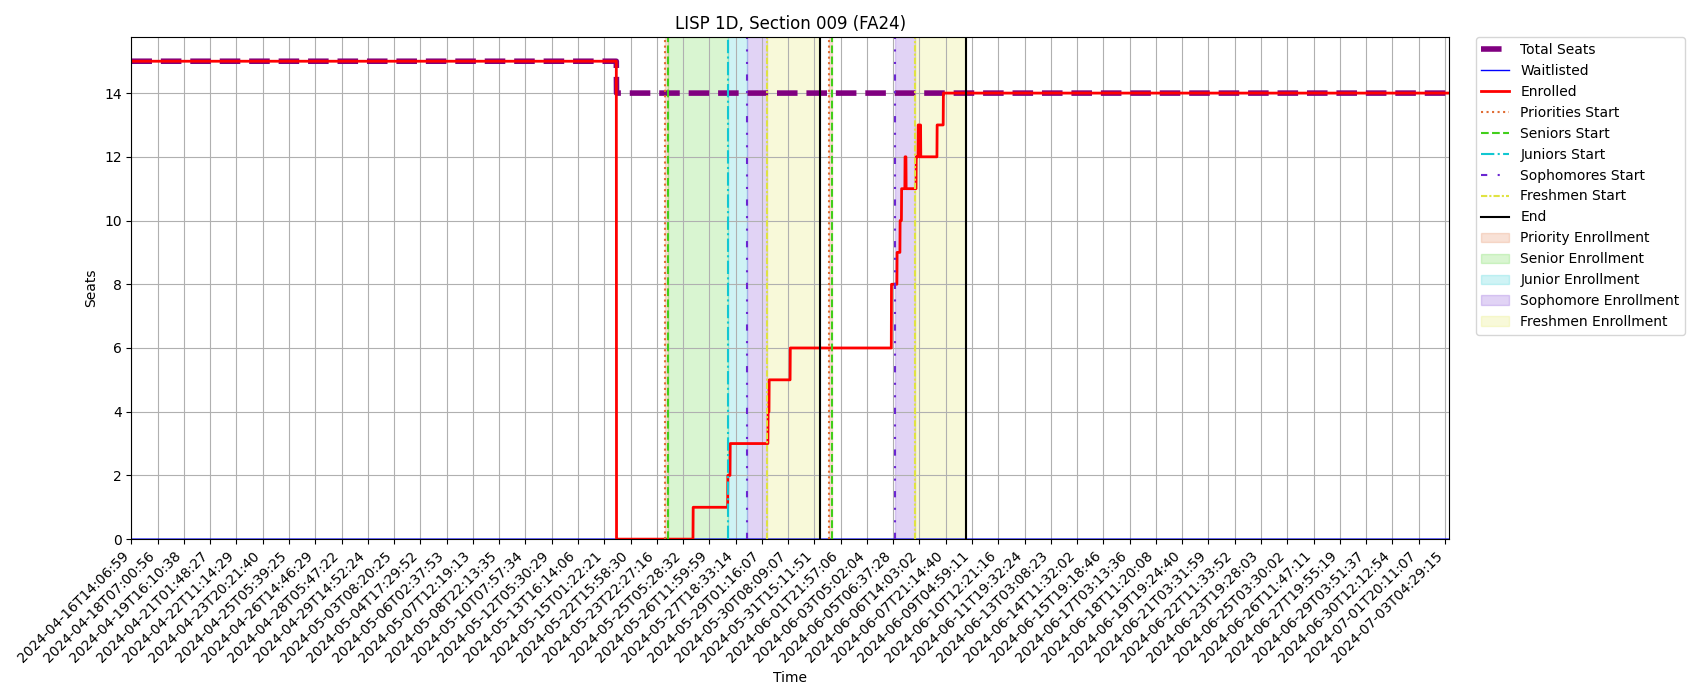 LISP 1D, Section 009 (FA24)
Seats
14
12
10
8
6
4
2
0
2024-04-16T14:06:59
2024-04-18T07:00:56
2024-04-19T16:10:38
2024-04-21T01:48:27
2024-04-22T11:14:29
2024-04-23T20:21:40
2024-04-25T05:39:25
2024-04-26T14:46:29
2024-04-28T05:47:22
2024-04-29T14:52:24
2024-05-03T08:20:25
2024-05-04T17:29:52
2024-05-06T02:37:53
2024-05-07T12:19:13
2024-05-08T22:13:35
2024-05-10T07:57:34
2024-05-12T05:30:29
2024-05-13T16:14:06
2024-05-15T01:22:21
2024-05-22T15:58:30
2024-05-23T22:27:16
2024-05-25T05:28:32
2024-05-26T11:59:59
2024-05-27T18:33:14
2024-05-29T01:16:07
2024-05-30T08:09:07
2024-05-31T15:11:51
2024-06-01T21:57:06
2024-06-03T05:02:04
2024-06-05T06:37:28
2024-06-06T14:03:02
2024-06-07T21:14:40
2024-06-09T04:59:11
2024-06-10T12:21:16
2024-06-11T19:32:24
2024-06-13T03:08:23
2024-06-14T11:32:02
2024-06-15T19:18:46
2024-06-17T03:13:36
2024-06-18T11:20:08
2024-06-19T19:24:40
2024-06-21T03:31:59
2024-06-22T11:33:52
2024-06-23T19:28:03
2024-06-25T03:30:02
2024-06-26T11:47:11
2024-06-27T19:55:19
2024-06-29T03:51:37
2024-06-30T12:12:54
2024-07-01T20:11:07
2024-07-03T04:29:15
Time
Total Seats
Waitlisted
Enrolled
Priorities Start
Seniors Start
Juniors Start
Sophomores Start
Freshmen Start
End
Priority Enrollment
Senior Enrollment
Junior Enrollment
Sophomore Enrollment
Freshmen Enrollment